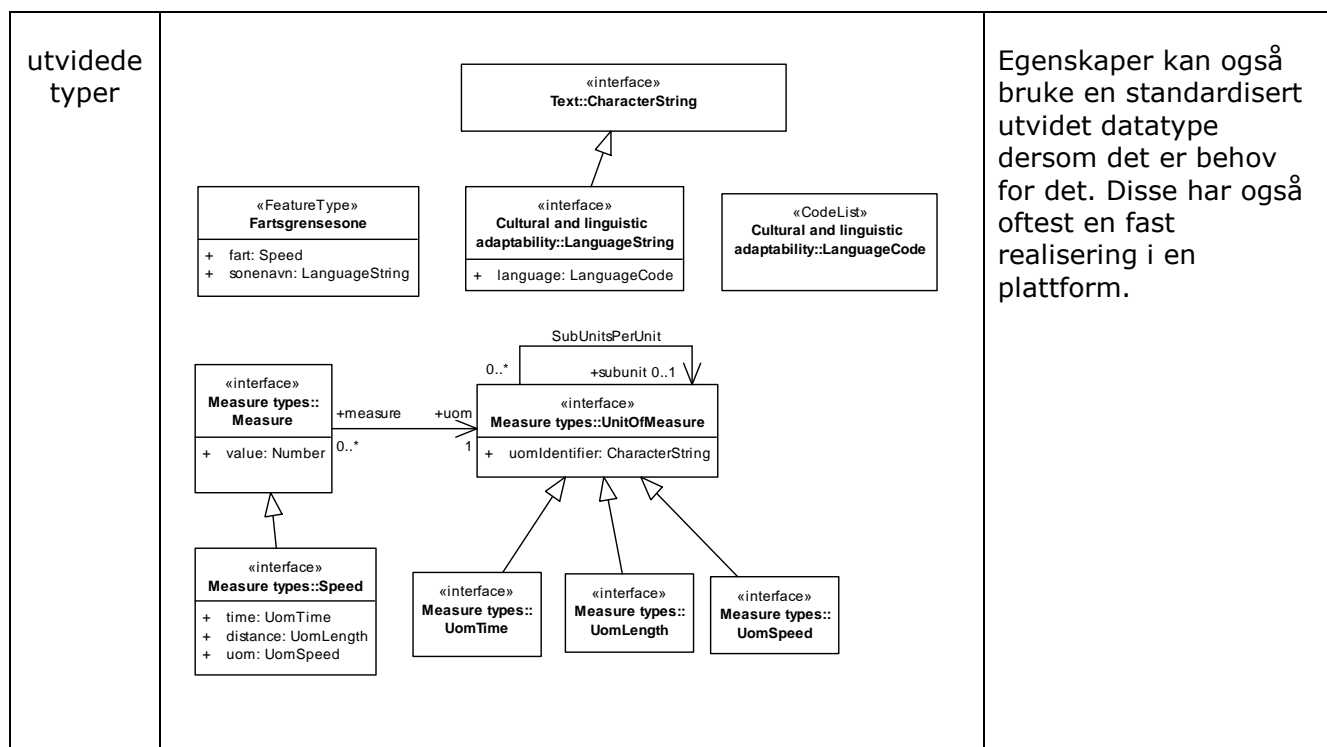 utvidede
typer
«interface»
Text::CharacterString
«FeatureType»
Fartsgrensesone
+ fart: Speed
+ sonenavn: LanguageString
«interface»
Cultural and linguistic
adaptability::LanguageString
+ language: LanguageCode
«CodeList»
Cultural and linguistic
adaptability::LanguageCode
SubUnitsPerUnit
0..*
+subunit 0..1
«interface»
Measure types::
Measure
+ value: Number
+measure
0..*
+uom
1
«interface»
Measure types::UnitOfMeasure
+ uomIdentifier: CharacterString
«interface»
Measure types::Speed
+ time: UomTime
+ distance: UomLength
+ uom: UomSpeed
«interface»
Measure types::
UomTime
«interface»
Measure types::
UomLength
«interface»
Measure types::
UomSpeed
Egenskaper kan også
bruke en standardisert
utvidet datatype
dersom det er behov
for det. Disse har også
oftest en fast
realisering i en
plattform.